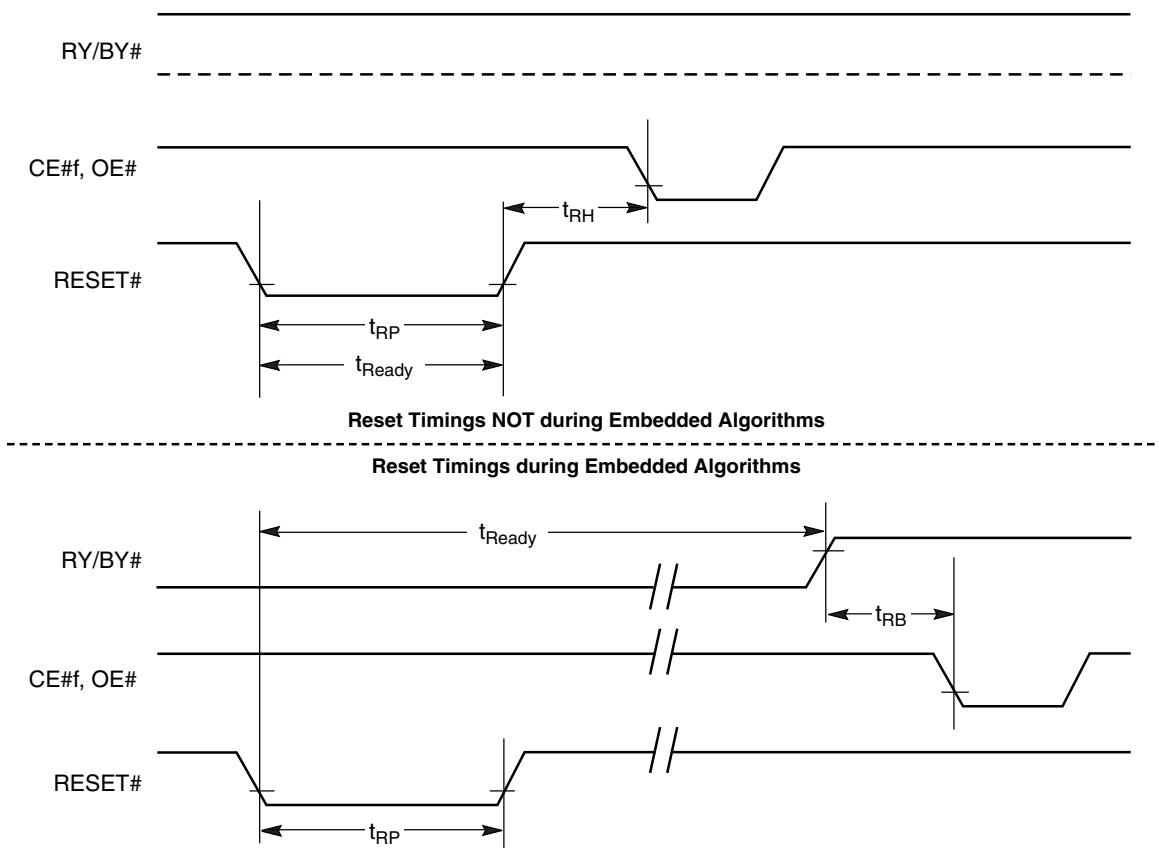 RY/BY#
CE#f, OE#
tRH
RESET#
tRP
tReady
Reset Timings NOT during Embedded Algorithms
Reset Timings during Embedded Algorithms
tReady
RY/BY#
tRB
CE#f, OE#
RESET#
tRP